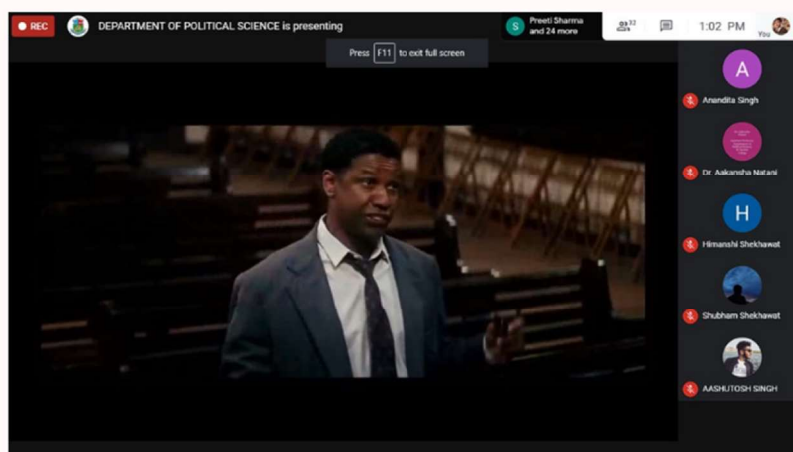 REC
DEPARTMENT OF POLITICAL SCIENCE is presenting
S
Preeti Sharma
and 24 more
32
1:02 PM
You
Press F11 to exit full screen
A
Anandita Singh
Dr. Aakansha Natani
H
Himanshi Shekhawat
Shubham Shekhawat
AASHUTOSH SINGH